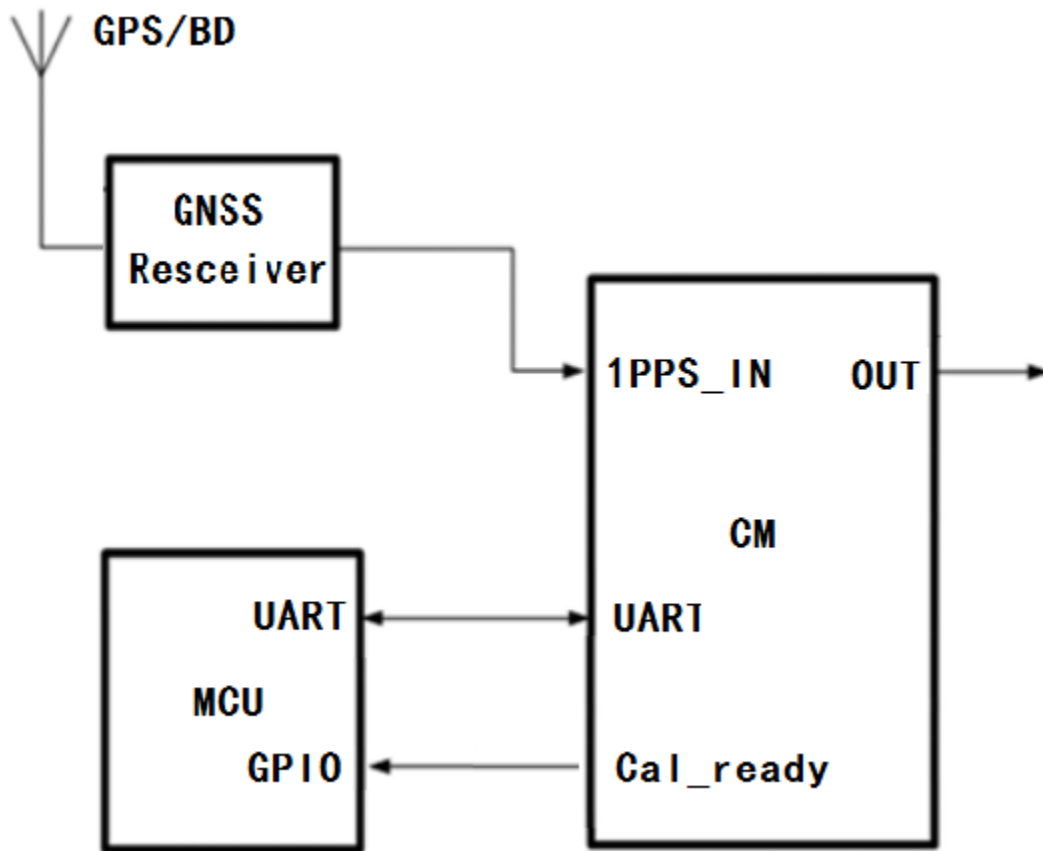 GPS/BD
GNSS
Resceiver
1PPS_IN
OUT
CM
UART
UART
MCU
GPIO
Cal_ready